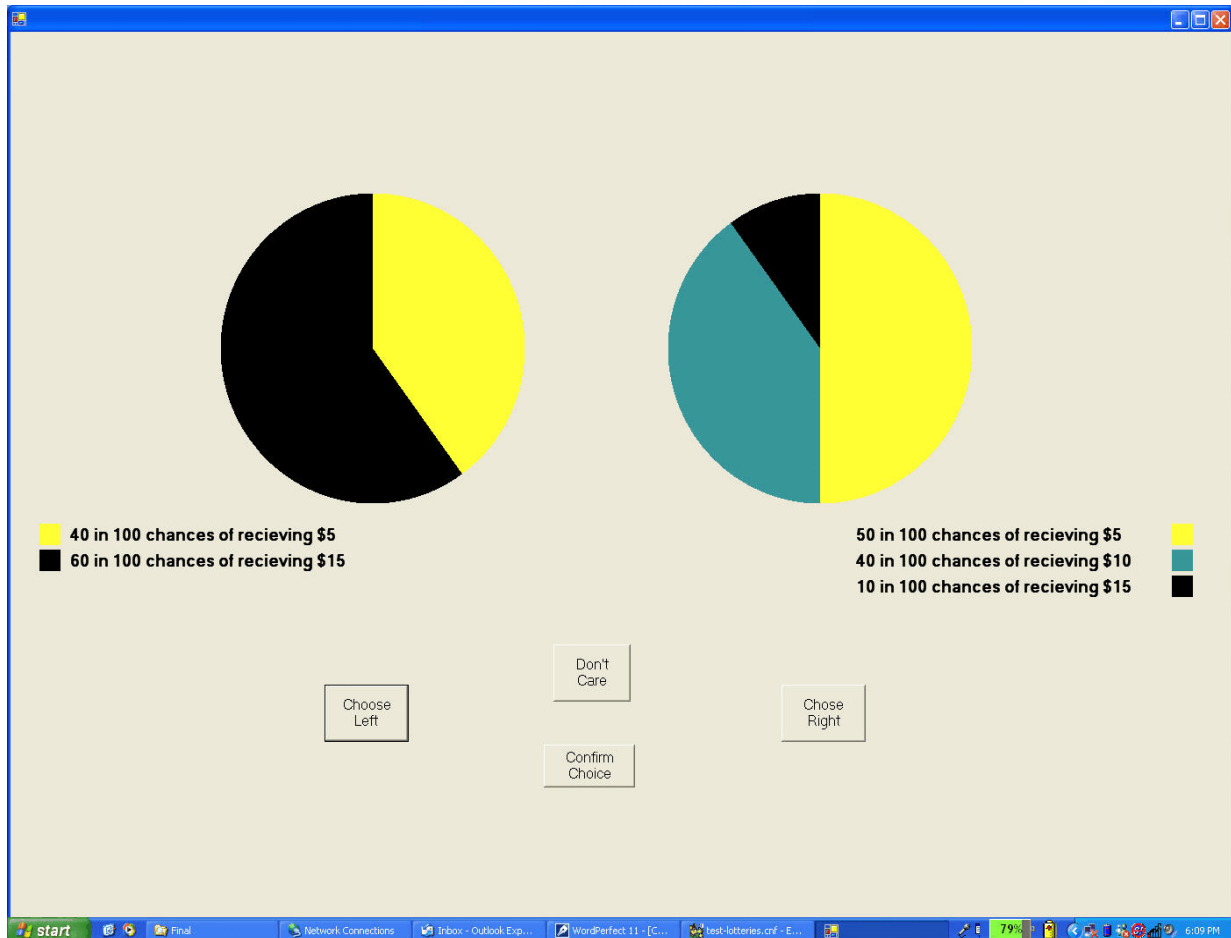 40 in 100 chances of recieving $5
60 in 100 chances of recieving $15
50 in 100 chances of recieving $5
40 in 100 chances of recieving $10
10 in 100 chances of recieving $15
Don't
Care
Choose
Left
Chose
Right
Confirm
Choice
start
Final
Network Connections
Inbox - Outlook Exp...
WordPerfect 11 - [C...
test-lotteries.cnf - E...
79%
6:09 PM